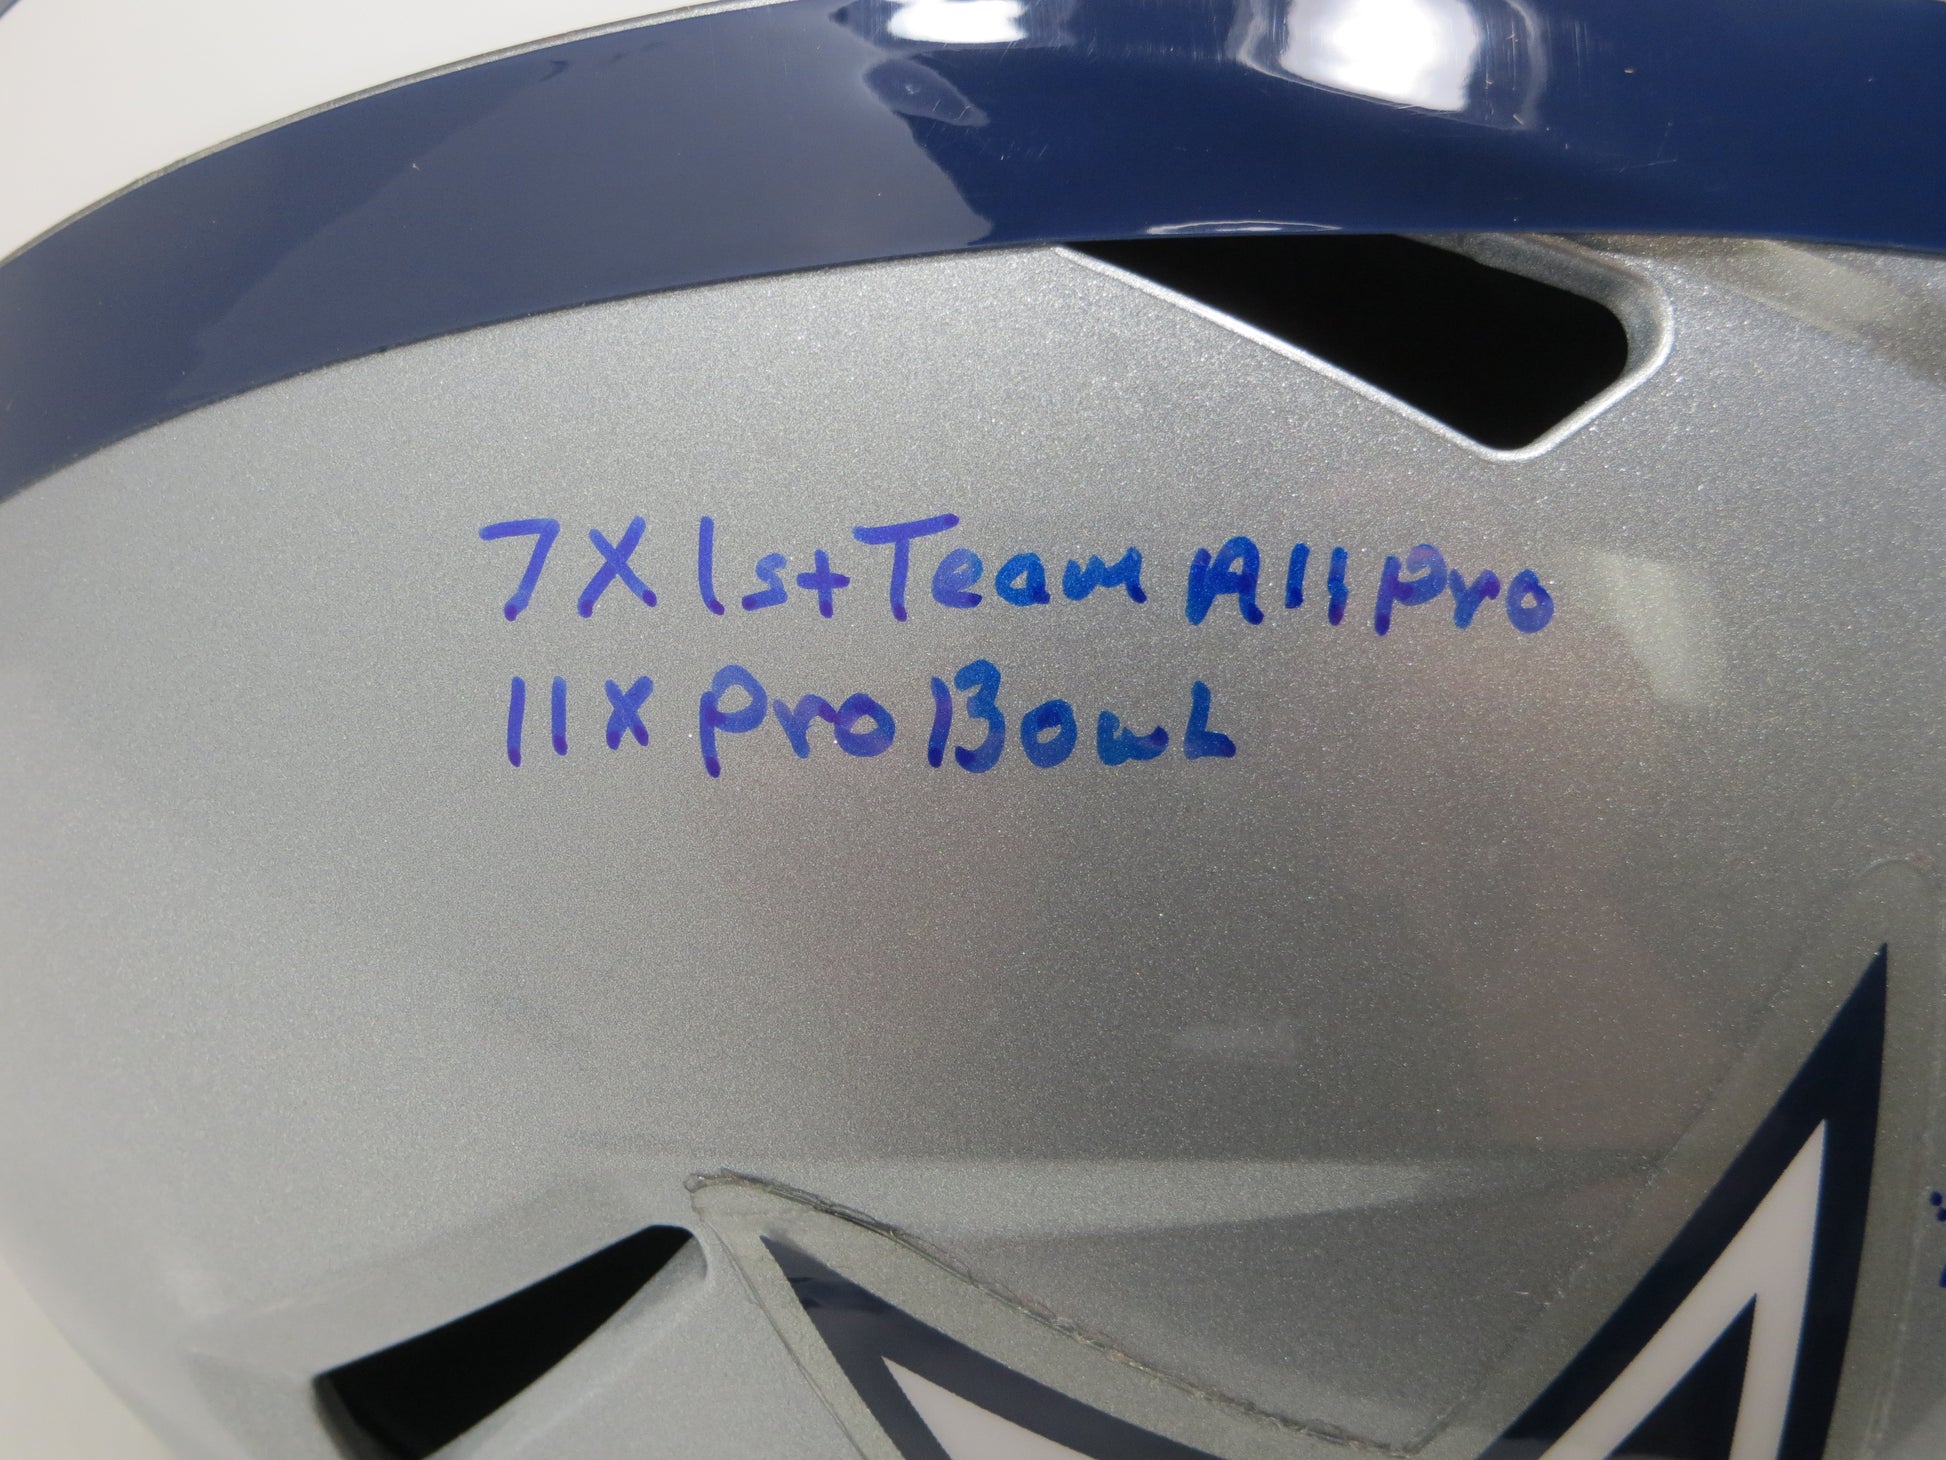 7X 1st Team All Pro
11X Pro Bowl